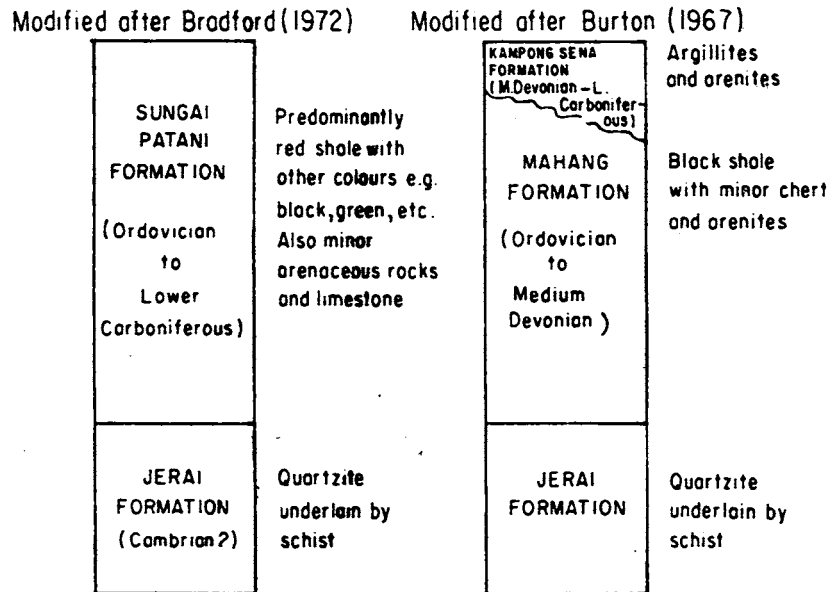 Modified after Bradford (1972)
SUNGAI
PATANI
FORMATION
(Ordovician
to
Lower
Carboniferous)
Predominantly
red shale with
other colours e.g.
black, green, etc.
Also minor
arenaceous rocks
and limestone
JERAI
FORMATION
(Cambrian?)
Quartzite
underlain by
schist
Modified after Burton (1967)
KAMPONG SENA
FORMATION
(M.Devonian - L.
Carbonifer-
ous)
Argillites
and arenites
MAHANG
FORMATION
(Ordovician
to
Medium
Devonian)
Black shale
with minor chert
and arenites
JERAI
FORMATION
Quartzite
underlain by
schist